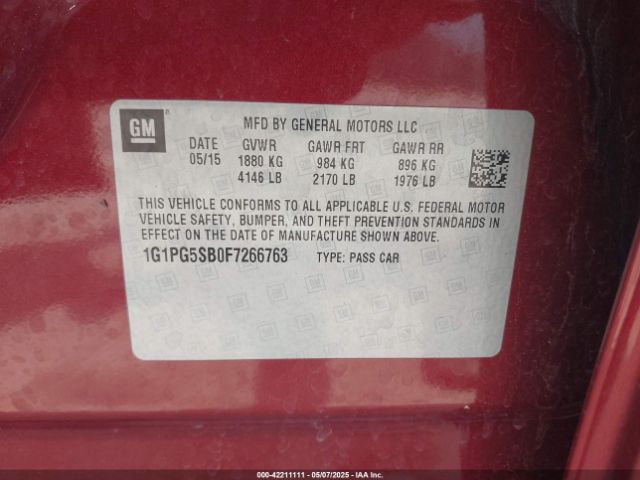 GM
MFD BY GENERAL MOTORS LLC
DATE GVWR GAWR FRT GAWR RR
05/15 1880 KG 984 KG 896 KG
4146 LB 2170 LB 1976 LB
THIS VEHICLE CONFORMS TO ALL APPLICABLE U.S. FEDERAL MOTOR
VEHICLE SAFETY, BUMPER, AND THEFT PREVENTION STANDARDS IN
EFFECT ON THE DATE OF MANUFACTURE SHOWN ABOVE.
1G1PG5SB0F7266763 TYPE: PASS CAR
000-42211111 - 05/07/2025 - IAAI.COM